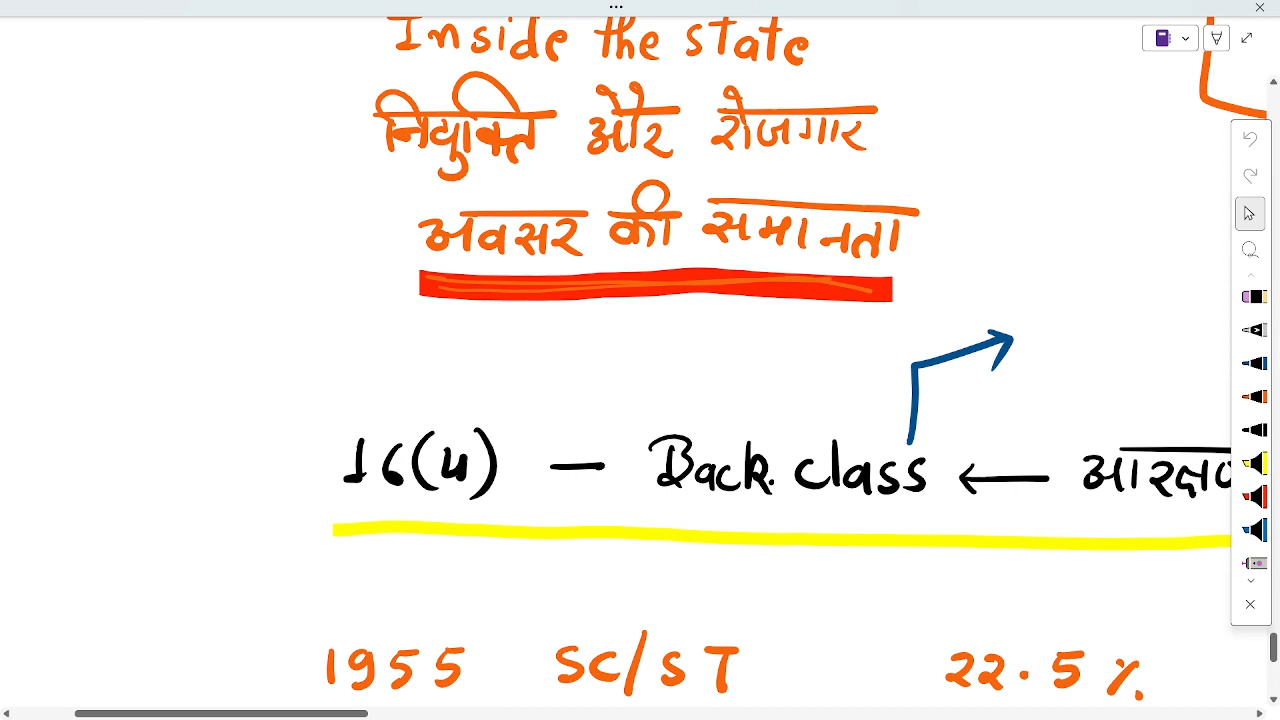 Inside the state
नियुक्ति और रोजगार
अवसर की समानता
16(4) — Back. class ← आरक्षण
1955 SC/ST 22.5 %